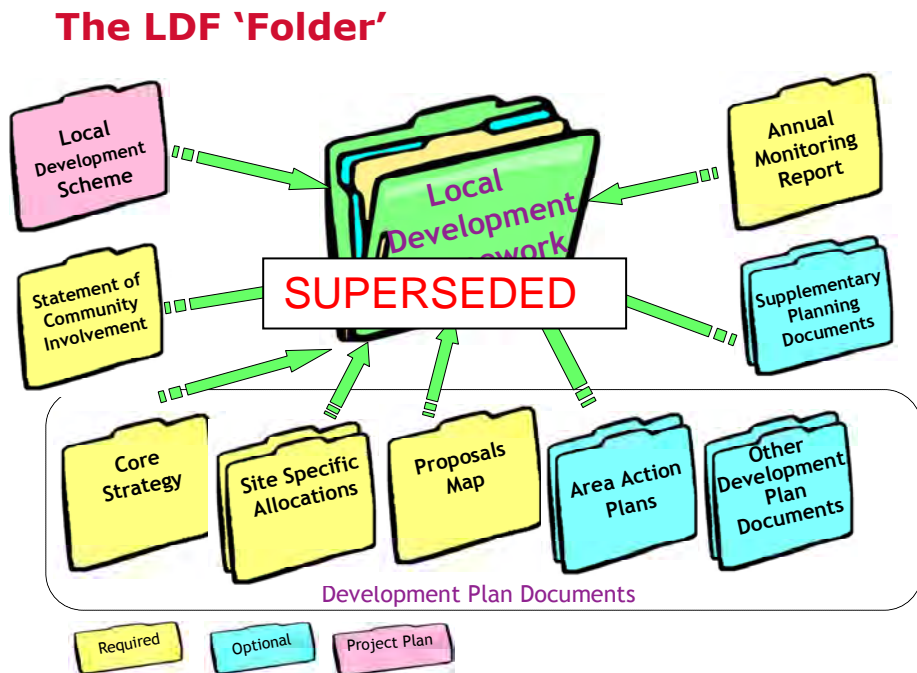 The LDF ‘Folder’
Local
Development
Scheme
Local
Development
Annual
Monitoring
Report
Statement of
Community
Involvement
SUPERSEDED
Supplementary
Planning
Documents
Core
Strategy
Site Specific
Allocations
Proposals
Map
Area Action
Plans
Other
Development
Plan
Documents
Development Plan Documents
Required
Optional
Project Plan